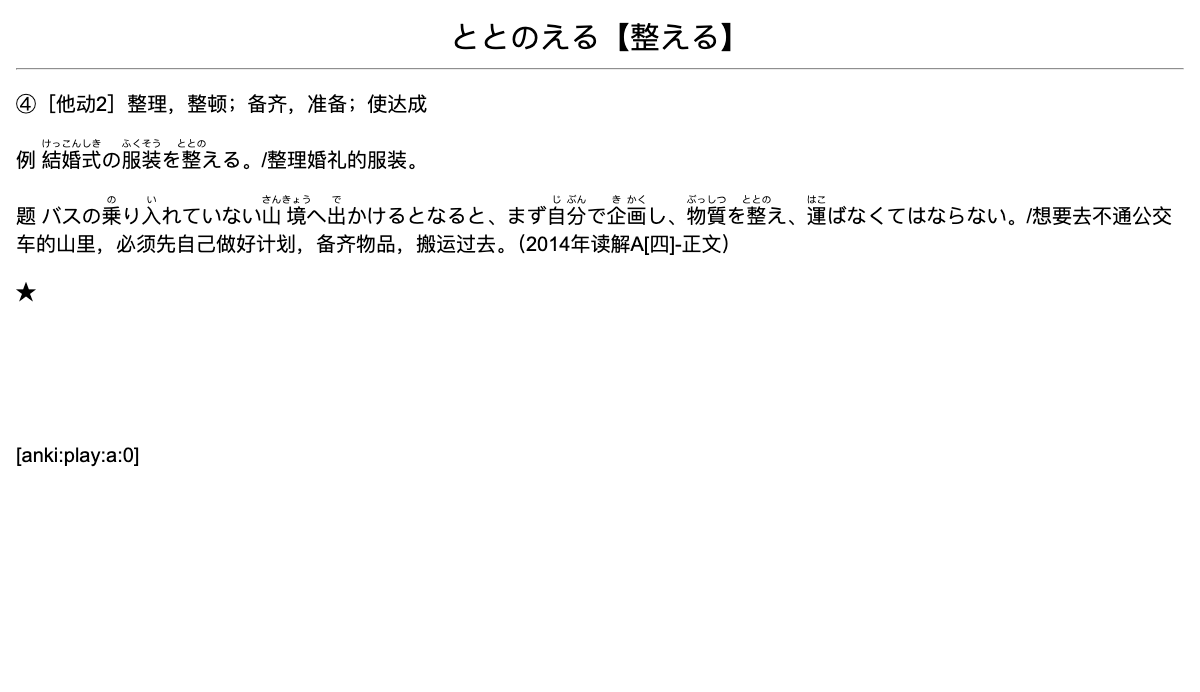 ととのえる【整える】
④［他动2］整理，整顿；备齐，准备；使达成
けっこんしき ふくそう ととの
例 結婚式の服装を整える。/整理婚礼的服装。
の い さんきょう で じ ぶん き かく ぶっしつ ととの はこ
题 バスの乗り入れていない山境へ出かけるとなると、まず自分で企画し、物質を整え、運ばなくてはならない。/想要去不通公交
车的山里，必须先自己做好计划，备齐物品，搬运过去。（2014年读解A[四]-正文）
★
[anki:play:a:0]